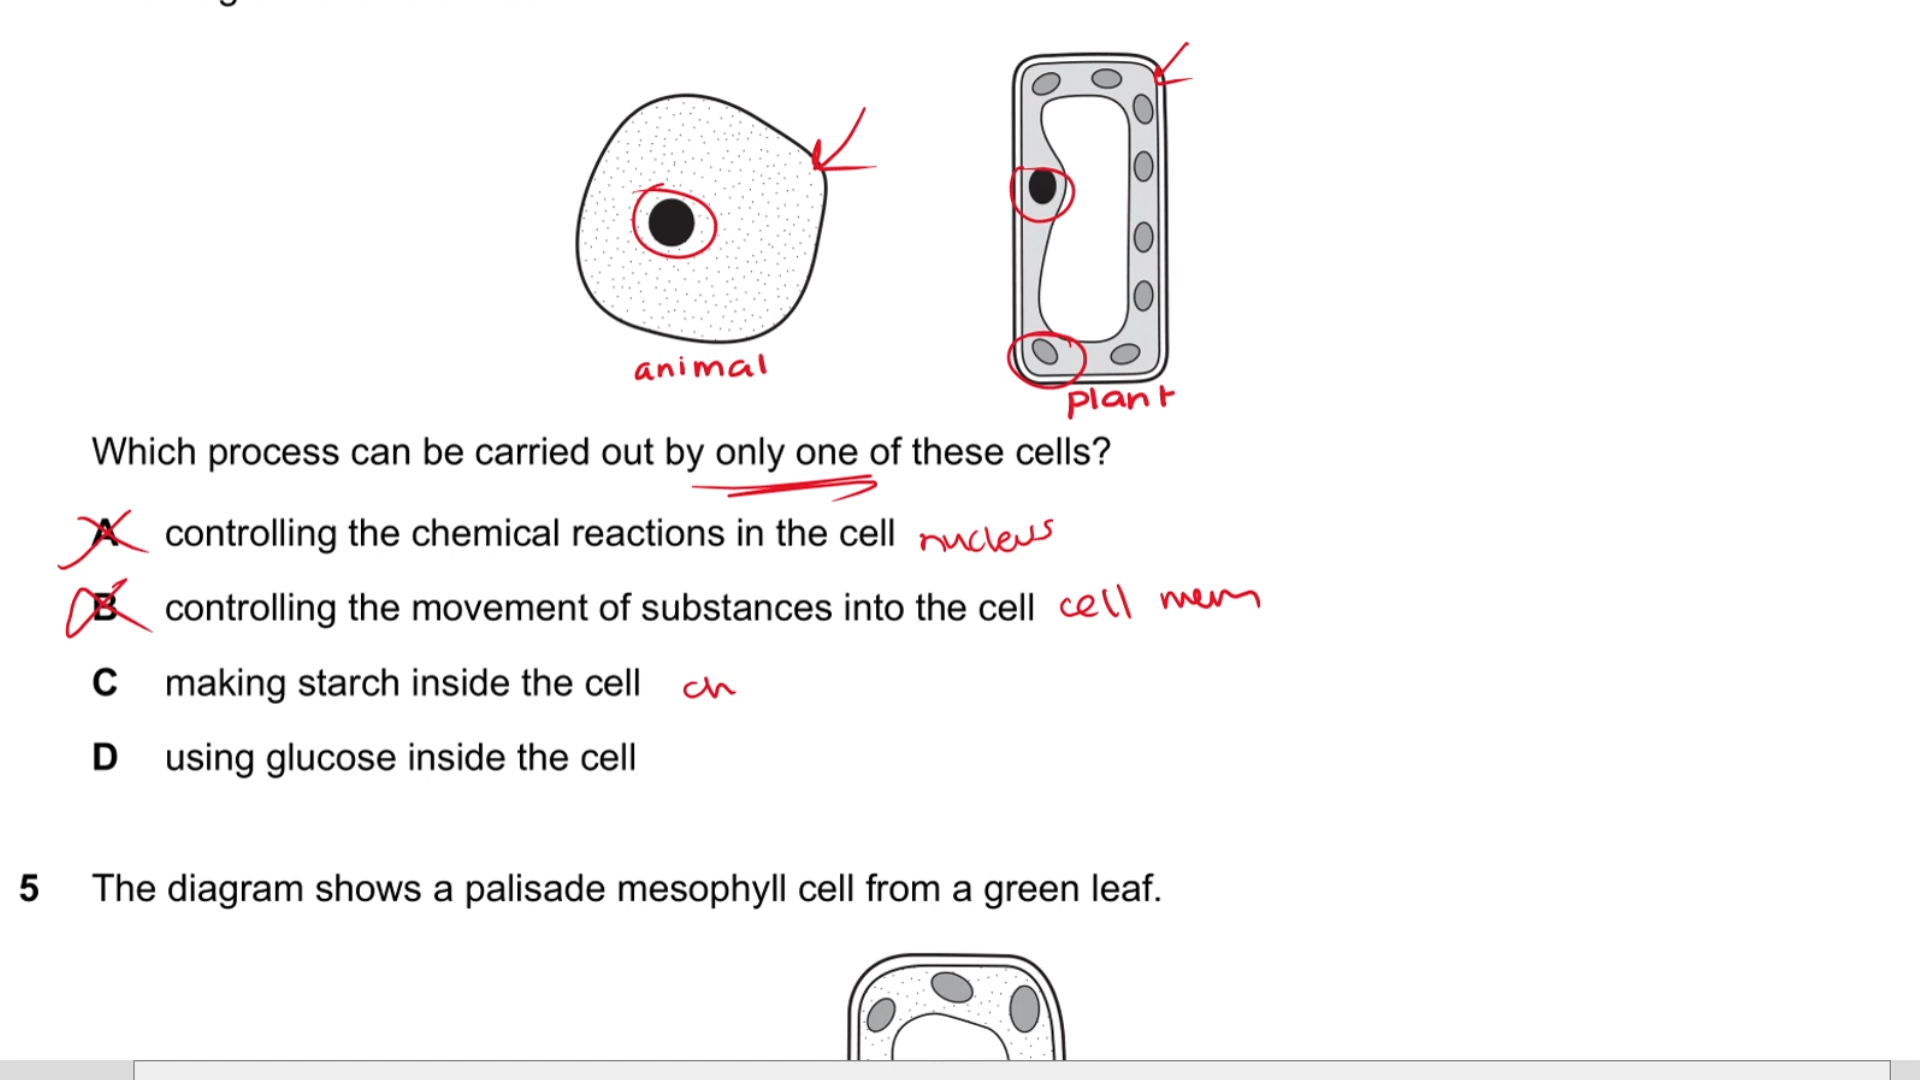 animal
plant
Which process can be carried out by only one of these cells?
A controlling the chemical reactions in the cell nucleus
B controlling the movement of substances into the cell cell mem
C making starch inside the cell ch
D using glucose inside the cell
5 The diagram shows a palisade mesophyll cell from a green leaf.